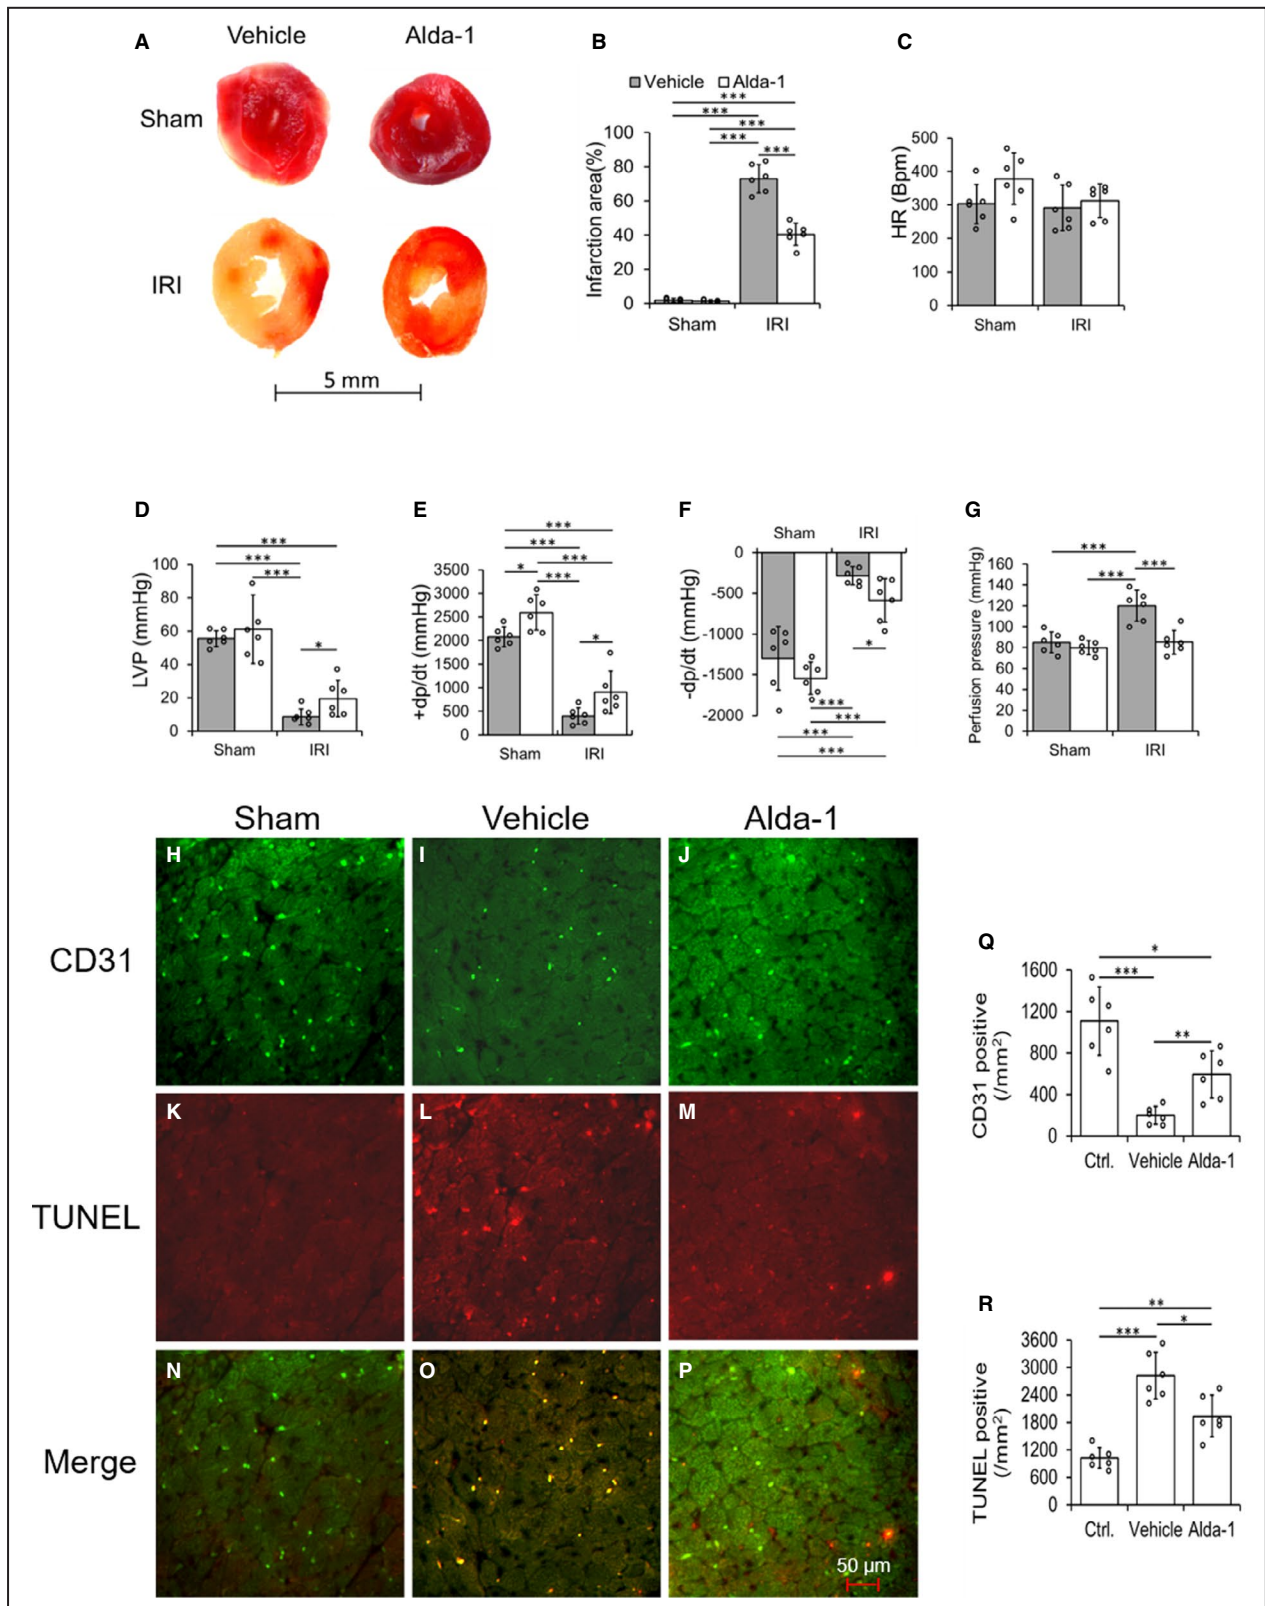 A
Vehicle
Alda-1
Sham
IRI
5 mm
B
Vehicle
Alda-1
***
***
***
***
***
Infarction area(%)
100
80
60
40
20
0
Sham
IRI
C
HR (Bpm)
500
400
300
200
100
0
Sham
IRI
D
***
***
***
*
LVP (mmHg)
100
80
60
40
20
0
Sham
IRI
E
***
***
***
*
***
*
+dp/dt (mmHg)
3500
3000
2500
2000
1500
1000
500
0
Sham
IRI
F
Sham
IRI
-dp/dt (mmHg)
0
-500
-1000
-1500
-2000
*
***
***
***
***
G
***
***
***
Perfusion pressure (mmHg)
160
140
120
100
80
60
40
20
0
Sham
IRI
Sham
Vehicle
Alda-1
CD31
H
I
J
TUNEL
K
L
M
Merge
N
O
P
50 µm
Q
*
***
**
CD31 positive
(/mm²)
1600
1200
800
400
0
Ctrl.
Vehicle
Alda-1
R
**
***
*
TUNEL positive
(/mm²)
3600
3000
2400
1800
1200
600
0
Ctrl.
Vehicle
Alda-1